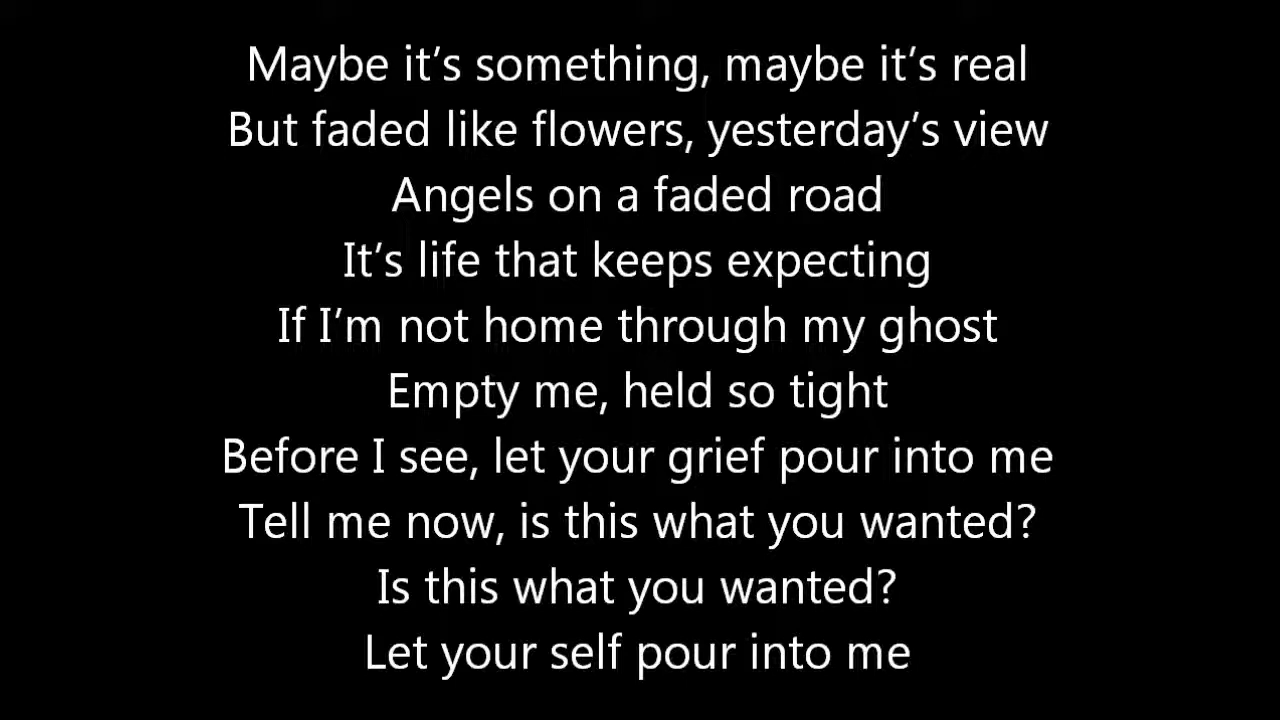 Maybe it’s something, maybe it’s real
But faded like flowers, yesterday’s view
Angels on a faded road
It’s life that keeps expecting
If I’m not home through my ghost
Empty me, held so tight
Before I see, let your grief pour into me
Tell me now, is this what you wanted?
Is this what you wanted?
Let your self pour into me